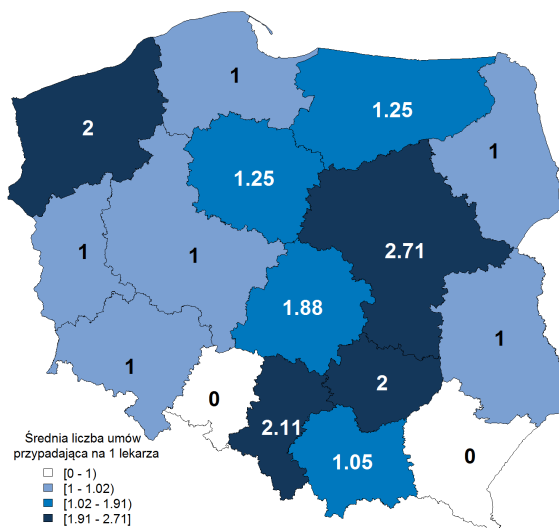 1
1.25
2
1
1.25
2.71
1
1
1.88
1
1
2
0
2.11
1.05
0
Średnia liczba umów
przypadająca na 1 lekarza
[0 - 1)
[1 - 1.02)
[1.02 - 1.91)
[1.91 - 2.71]